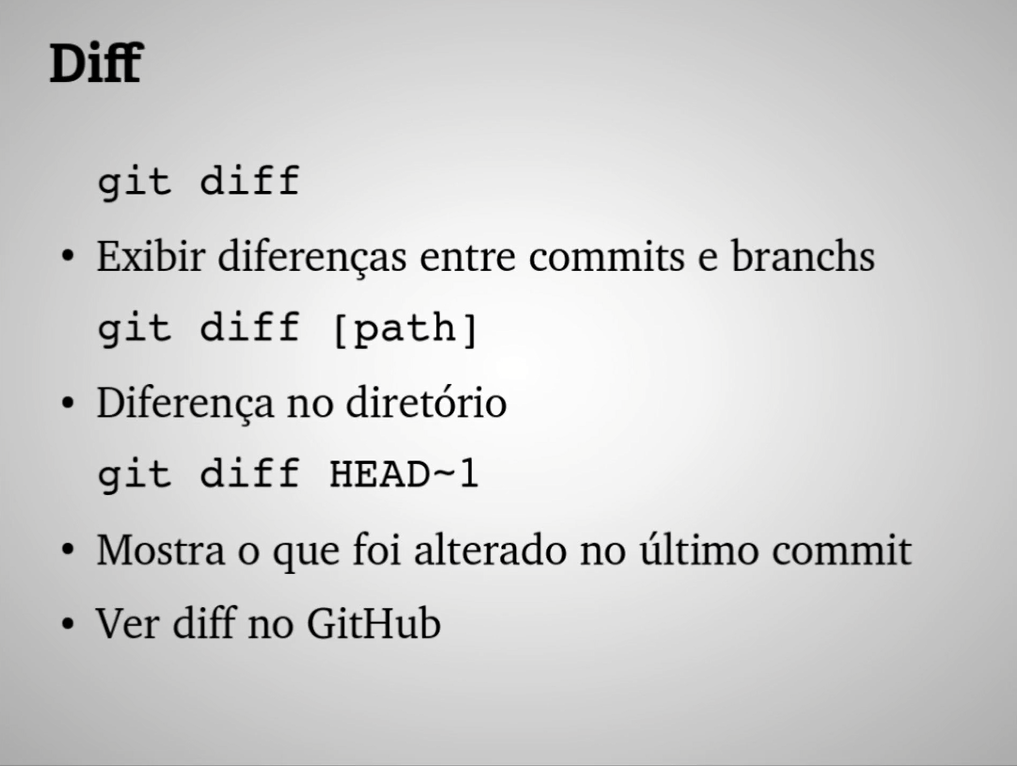 Diff
git diff
• Exibir diferenças entre commits e branchs
git diff [path]
• Diferença no diretório
git diff HEAD~1
• Mostra o que foi alterado no último commit
• Ver diff no GitHub